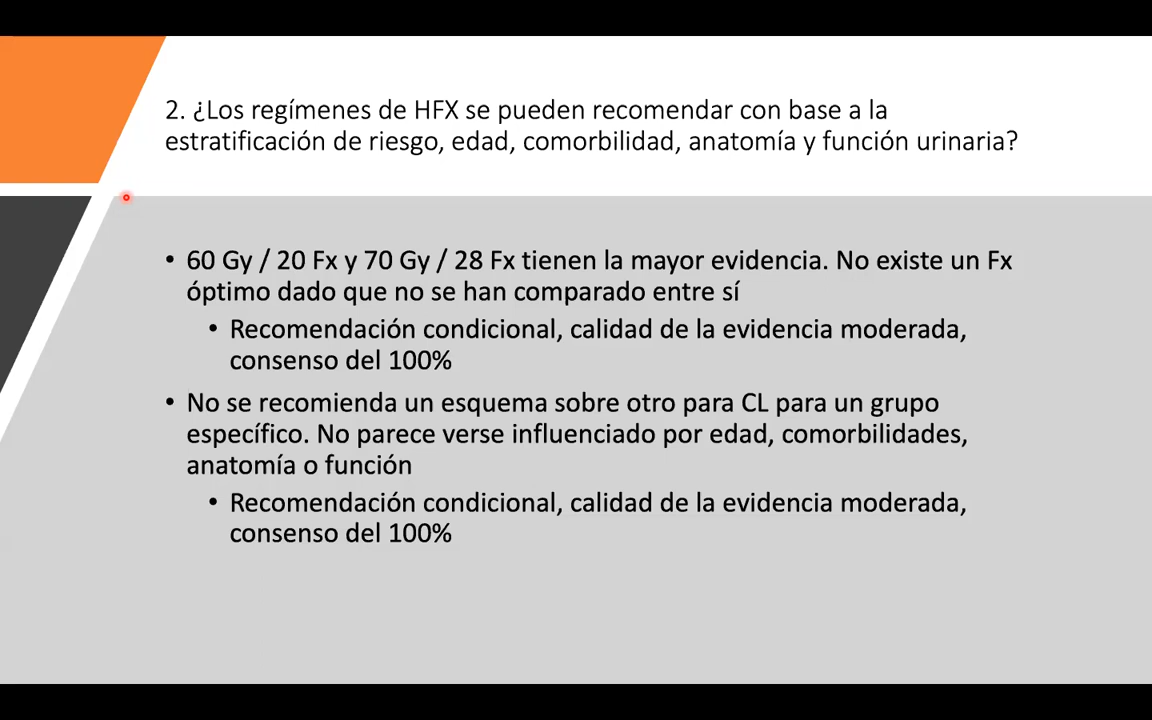 2. ¿Los regímenes de HFX se pueden recomendar con base a la
estratificación de riesgo, edad, comorbilidad, anatomía y función urinaria?
• 60 Gy / 20 Fx y 70 Gy / 28 Fx tienen la mayor evidencia. No existe un Fx
óptimo dado que no se han comparado entre sí
• Recomendación condicional, calidad de la evidencia moderada,
consenso del 100%
• No se recomienda un esquema sobre otro para CL para un grupo
específico. No parece verse influenciado por edad, comorbilidades,
anatomía o función
• Recomendación condicional, calidad de la evidencia moderada,
consenso del 100%